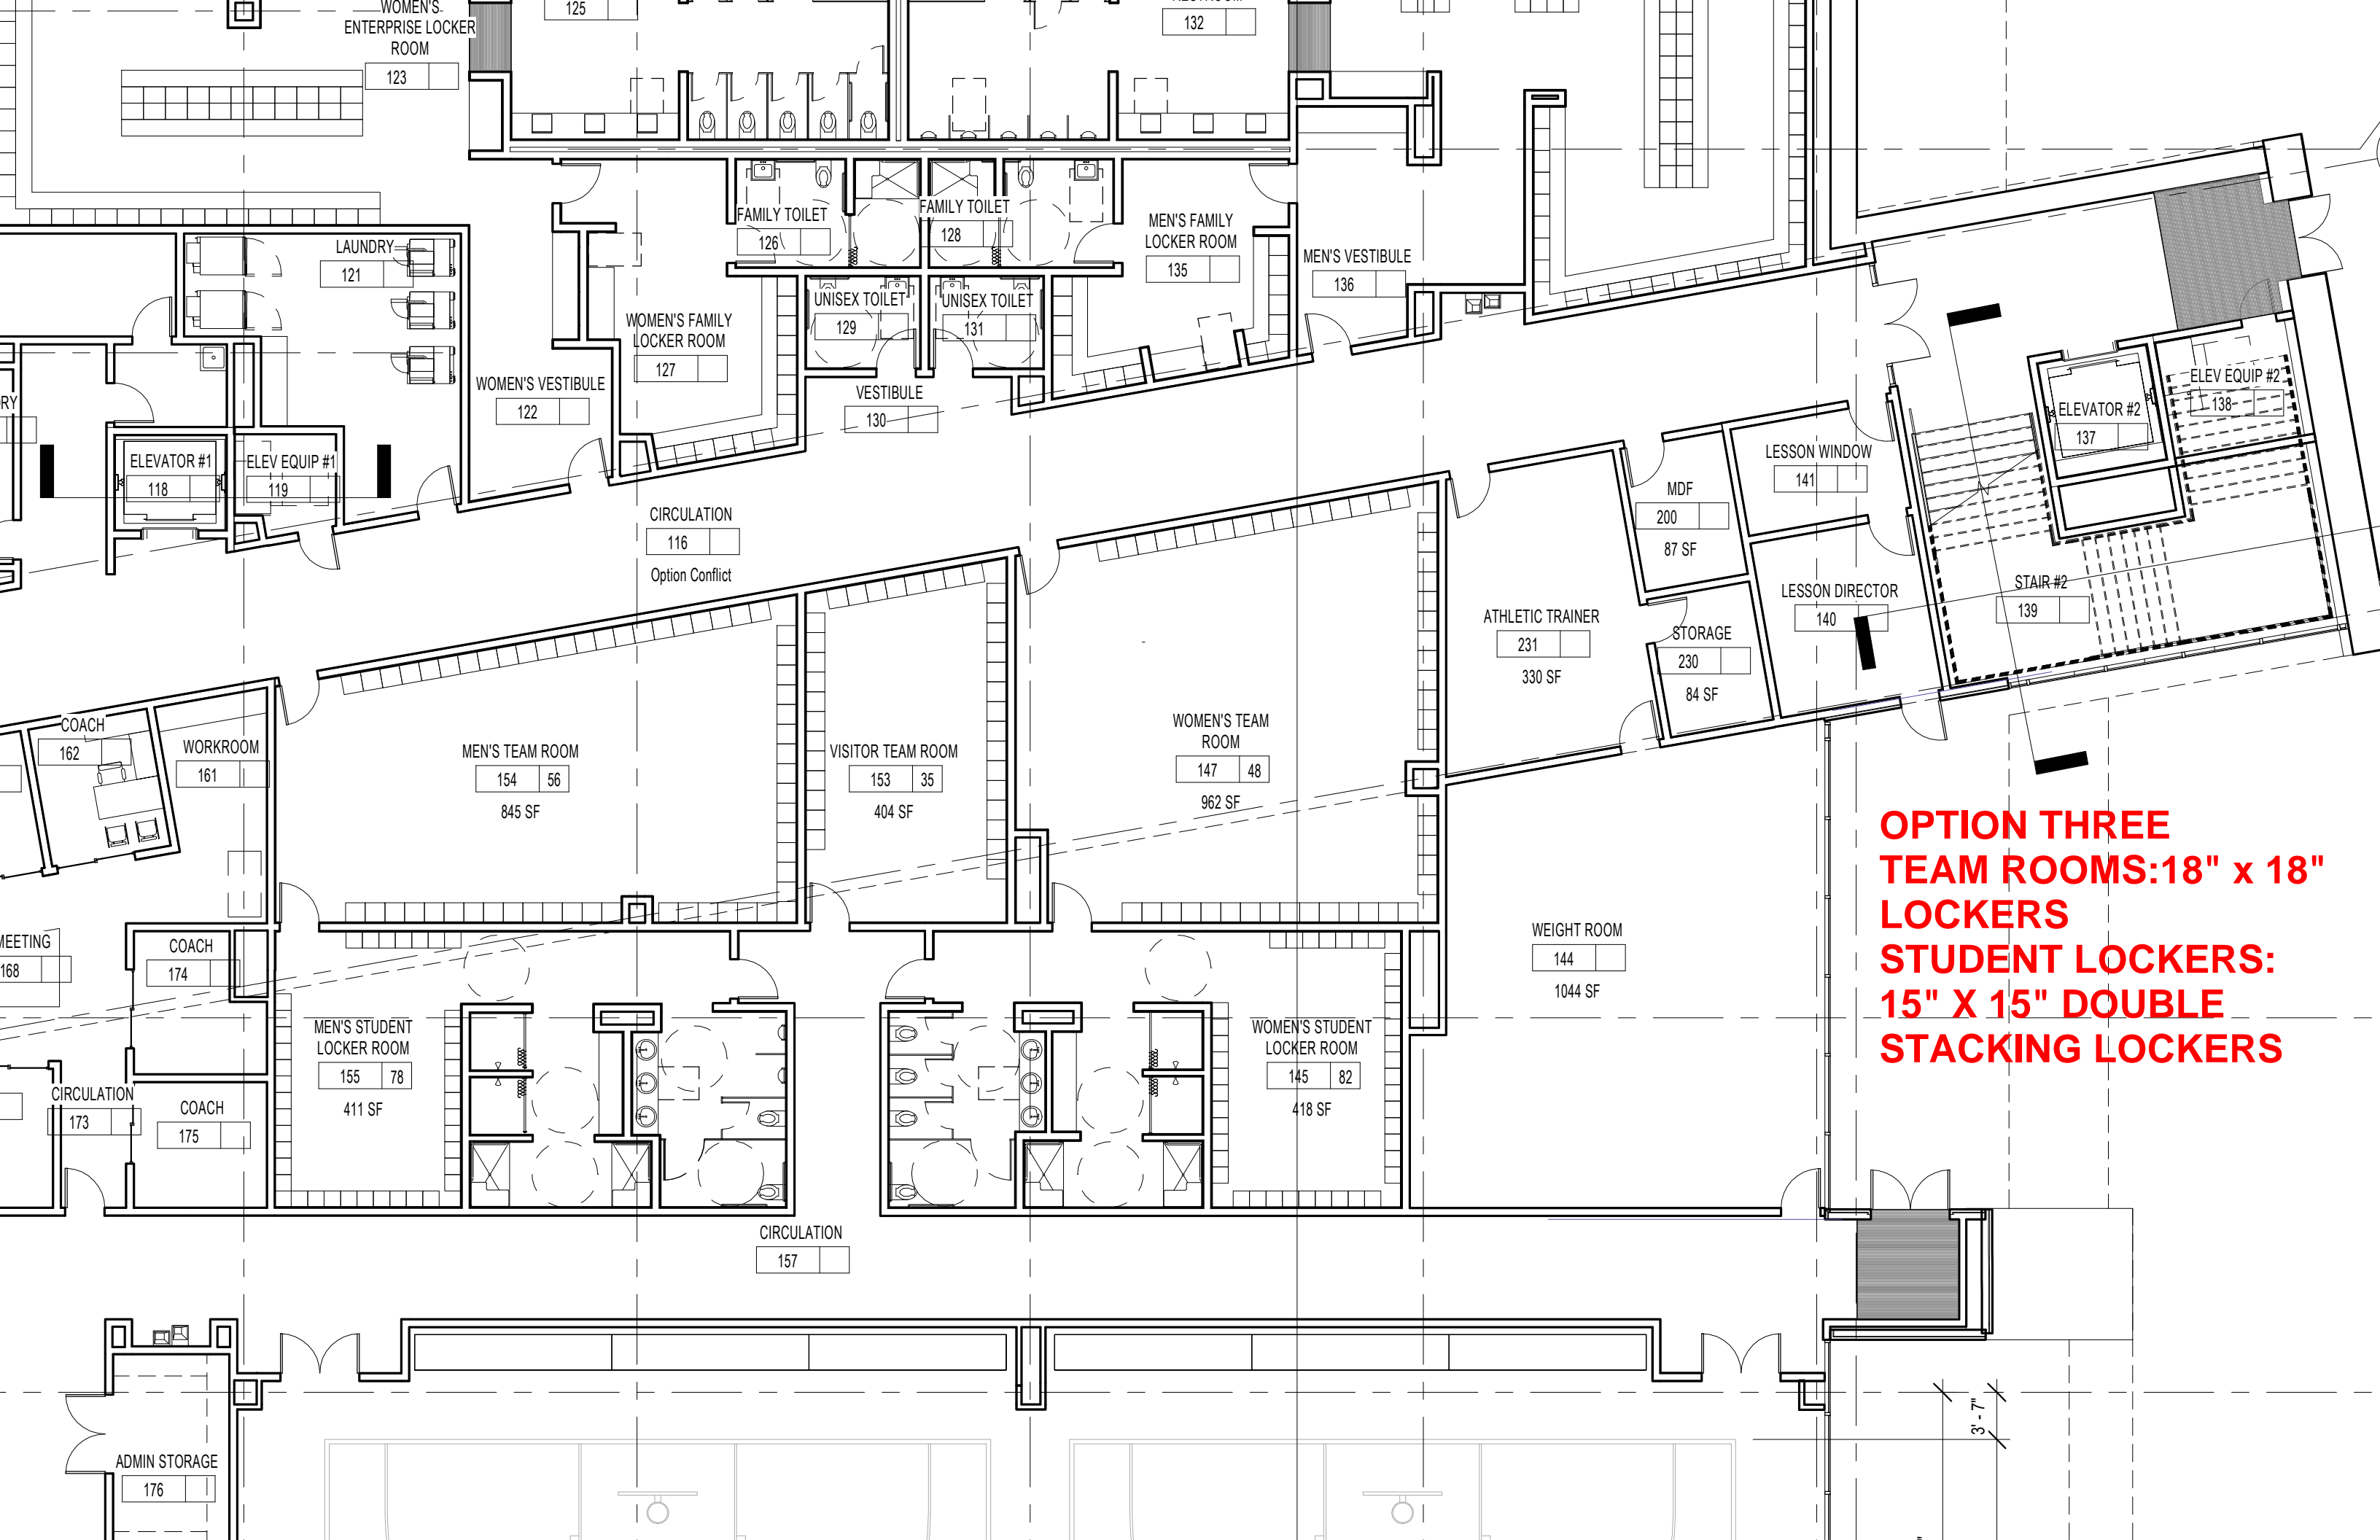 WOMEN'S
ENTERPRISE LOCKER
ROOM
123
125
132
LAUNDRY
121
FAMILY TOILET
126
FAMILY TOILET
128
MEN'S FAMILY
LOCKER ROOM
135
MEN'S VESTIBULE
136
UNISEX TOILET
129
UNISEX TOILET
131
WOMEN'S FAMILY
LOCKER ROOM
127
WOMEN'S VESTIBULE
122
VESTIBULE
130
ELEVATOR #1
118
ELEV EQUIP #1
119
ELEV EQUIP #2
138
ELEVATOR #2
137
LESSON WINDOW
141
MDF
200
87 SF
CIRCULATION
116
Option Conflict
LESSON DIRECTOR
140
STAIR #2
139
ATHLETIC TRAINER
231
330 SF
STORAGE
230
84 SF
COACH
162
WORKROOM
161
MEN'S TEAM ROOM
154 56
845 SF
VISITOR TEAM ROOM
153 35
404 SF
WOMEN'S TEAM
ROOM
147 48
962 SF
OPTION THREE
TEAM ROOMS:18" x 18"
LOCKERS
STUDENT LOCKERS:
15" X 15" DOUBLE
STACKING LOCKERS
WEIGHT ROOM
144
1044 SF
MEETING
168
COACH
174
MEN'S STUDENT
LOCKER ROOM
155 78
411 SF
WOMEN'S STUDENT
LOCKER ROOM
145 82
418 SF
CIRCULATION
173
COACH
175
CIRCULATION
157
3' - 7"
ADMIN STORAGE
176